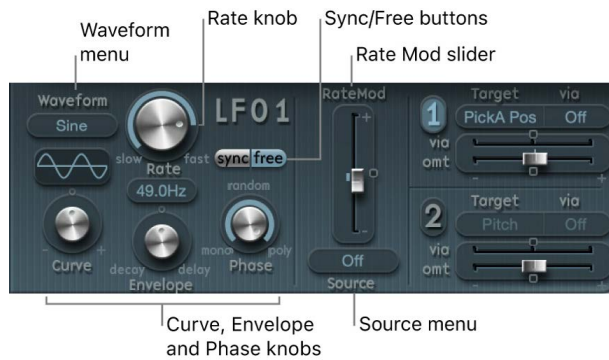 Waveform
menu
Rate knob
Sync/Free buttons
Rate Mod slider
Waveform
Sine
slow
fast
Rate
49.0Hz
LFO1
sync
free
random
mono
poly
Phase
-
+
Curve
decay
delay
Envelope
RateMod
+
-
Off
Source
1
Target
via
PickA Pos
Off
via
amt
-
+
2
Target
via
Pitch
Off
via
amt
-
+
Curve, Envelope
and Phase knobs
Source menu